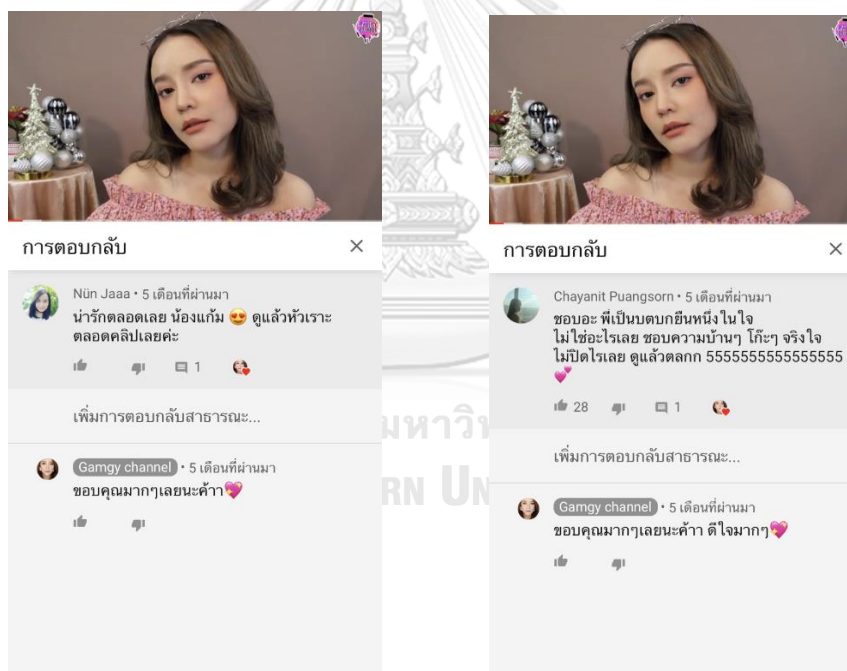 การตอบกลับ
Nün Jaaa • 5 เดือนที่ผ่านมา
น่ารักตลอดเลย น้องแก้ม 😍 ดูแล้วหัวเราะ
ตลอดคลิปเลยค่ะ
1
เพิ่มการตอบกลับสาธารณะ...
Gamgy channel • 5 เดือนที่ผ่านมา
ขอบคุณมากๆเลยนะค้าา💖
การตอบกลับ
Chayanit Puangsorn • 5 เดือนที่ผ่านมา
ชอบอะ พี่เป็นบตบกยืนหนึ่งในใจ
ไม่ใช่อะไรเลย ชอบความบ้านๆ โก๊ะๆ จริงใจ
ไม่ปิดไรเลย ดูแล้วตลกก 5555555555555555
💕
28 1
เพิ่มการตอบกลับสาธารณะ...
Gamgy channel • 5 เดือนที่ผ่านมา
ขอบคุณมากๆเลยนะค้าา ดีใจมากๆ💖